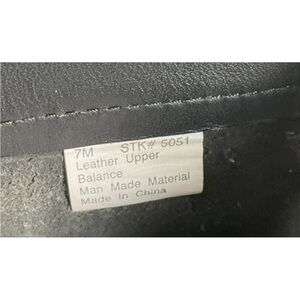 7M STK# 5051
Leather Upper
Balance
Man Made Material
Made In China